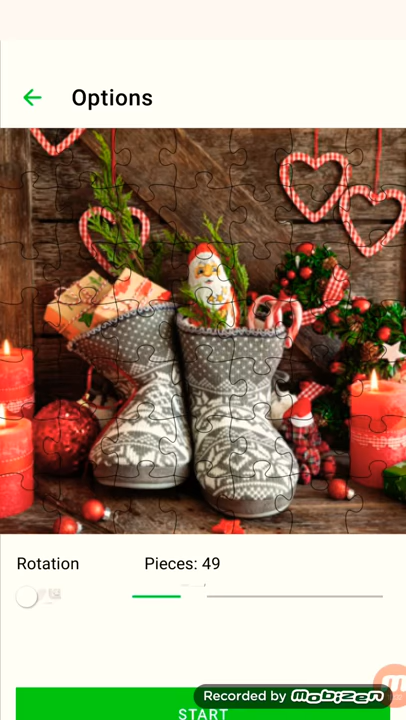 Options
Rotation
Pieces: 49
START
Recorded by Mobizen